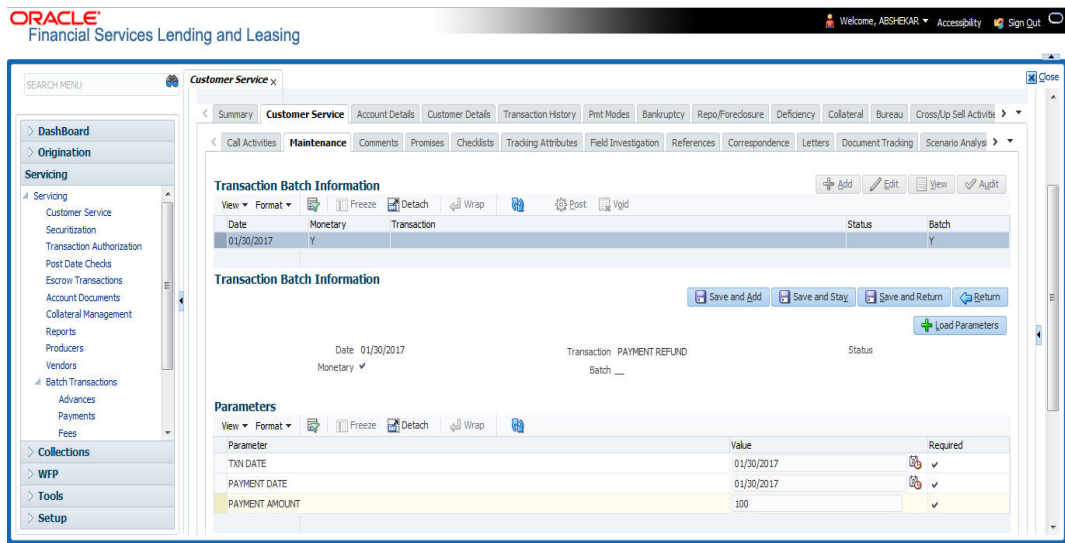 ORACLE
Financial Services Lending and Leasing
Welcome, ABSHEKAR Accessibility Sign Out
SEARCH MENU
Customer Service x
Close
Summary Customer Service Account Details Customer Details Transaction History Pmt Modes Bankruptcy Repo/Foreclosure Deficiency Collateral Bureau Cross/Up Sell Activitie
Call Activities Maintenance Comments Promises Checklists Tracking Attributes Field Investigation References Correspondence Letters Document Tracking Scenario Analysi
DashBoard
Origination
Servicing
Servicing
Customer Service
Securitization
Transaction Authorization
Post Date Checks
Escrow Transactions
Account Documents
Collateral Management
Reports
Producers
Vendors
Batch Transactions
Advances
Payments
Fees
Collections
WFP
Tools
Setup
Transaction Batch Information
Add Edit View Audit
View Format Freeze Detach Wrap Post Void
Date Monetary Transaction Status Batch
01/30/2017 Y Y
Transaction Batch Information
Save and Add Save and Stay Save and Return Return
Load Parameters
Date 01/30/2017 Transaction PAYMENT REFUND Status
Monetary ✔ Batch __
Parameters
View Format Freeze Detach Wrap
Parameter Value Required
TXN DATE 01/30/2017 ✔
PAYMENT DATE 01/30/2017 ✔
PAYMENT AMOUNT 100 ✔